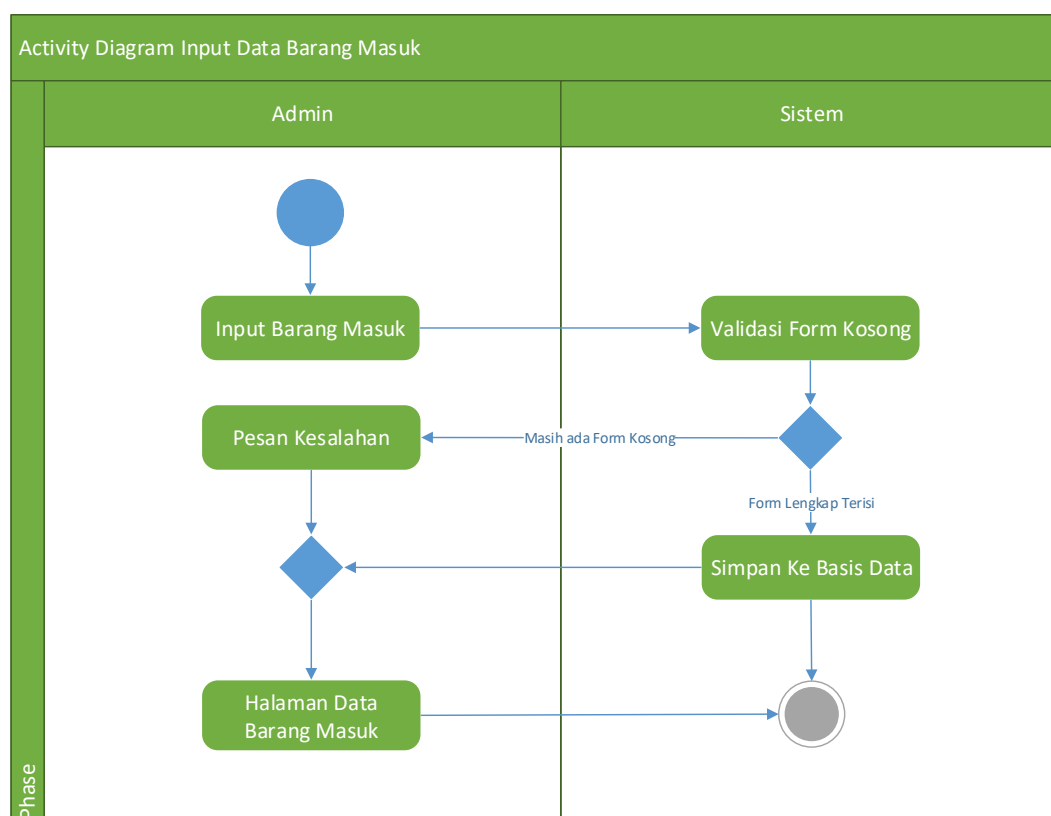 Activity Diagram Input Data Barang Masuk
Admin
Sistem
Input Barang Masuk
Validasi Form Kosong
Pesan Kesalahan
Masih ada Form Kosong
Form Lengkap Terisi
Simpan Ke Basis Data
Halaman Data
Barang Masuk
Phase